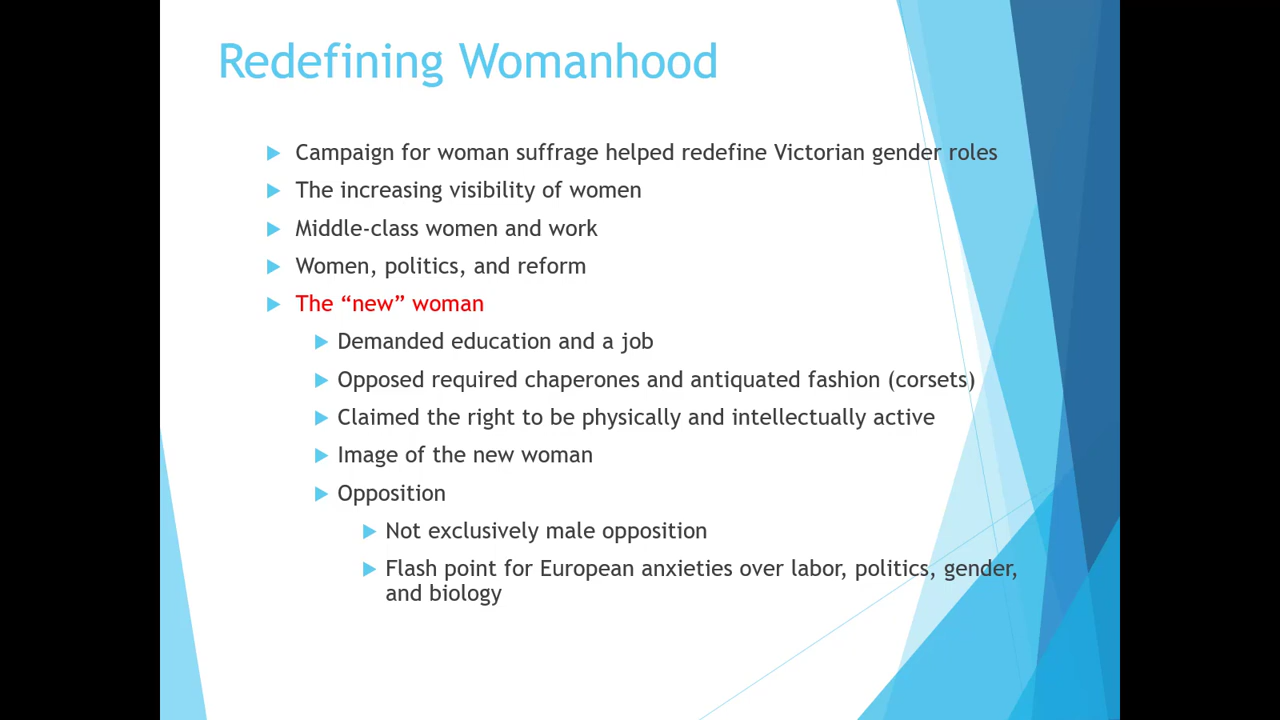 Redefining Womanhood
Campaign for woman suffrage helped redefine Victorian gender roles
The increasing visibility of women
Middle-class women and work
Women, politics, and reform
The “new” woman
Demanded education and a job
Opposed required chaperones and antiquated fashion (corsets)
Claimed the right to be physically and intellectually active
Image of the new woman
Opposition
Not exclusively male opposition
Flash point for European anxieties over labor, politics, gender,
and biology